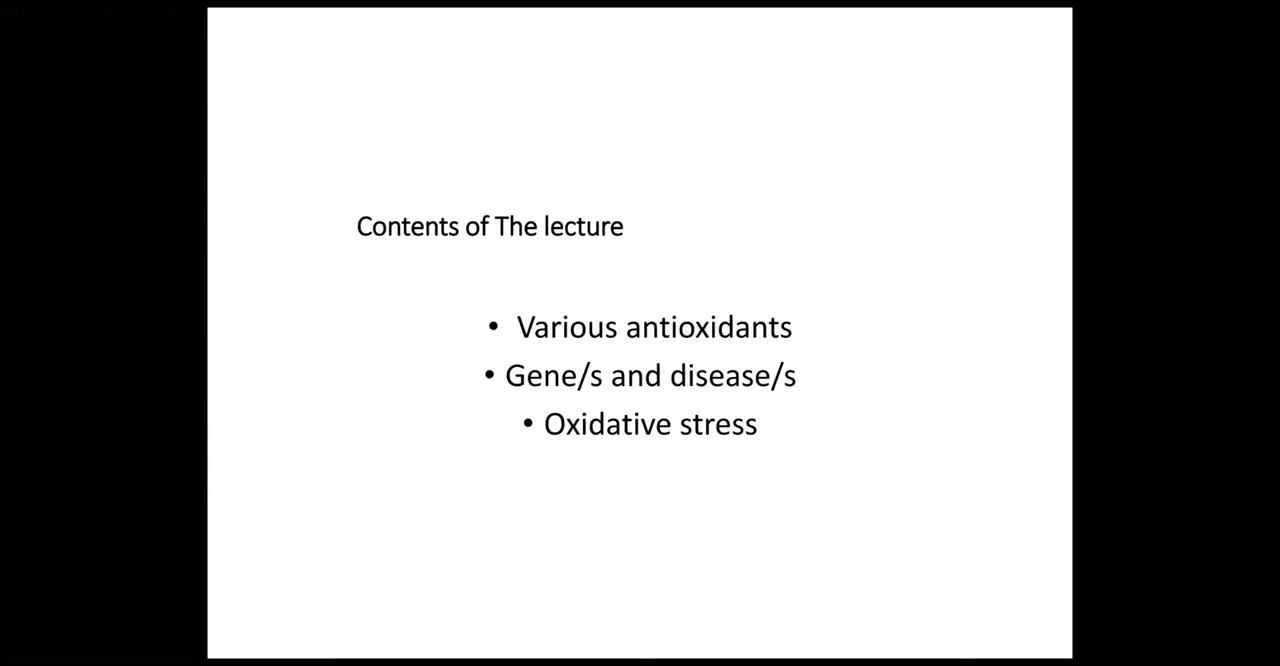 Contents of The lecture
• Various antioxidants
• Gene/s and disease/s
• Oxidative stress